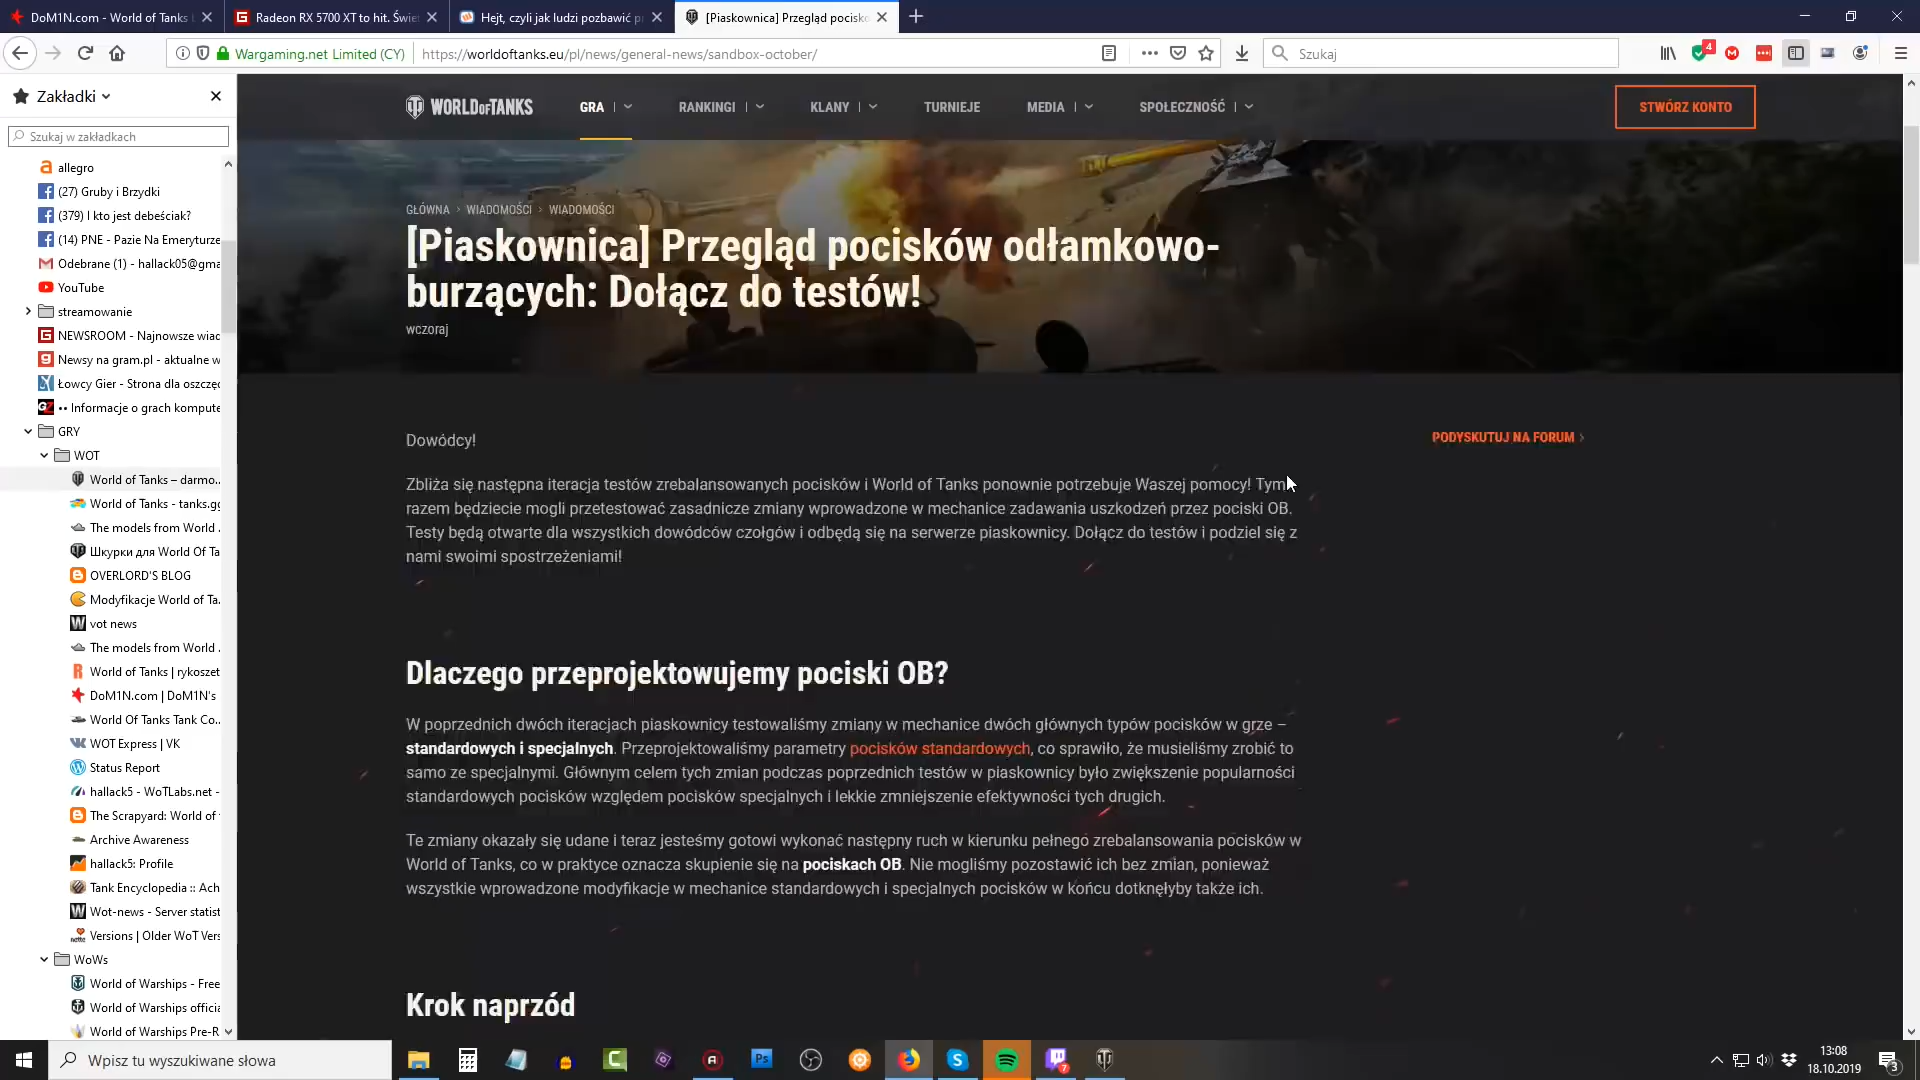 DoM1N.com - World of Tanks
Radeon RX 5700 XT to hit. Świe
Hejt, czyli jak ludzi pozbawić p
[Piaskownica] Przegląd pocisko
Wargaming.net Limited (CY)
https://worldoftanks.eu/pl/news/general-news/sandbox-october/
Szukaj
4
Zakładki
Szukaj w zakładkach
allegro
(27) Gruby i Brzydki
(379) I kto jest debeściak?
(14) PNE - Pazie Na Emeryturze
Odebrane (1) - hallack05@gma
YouTube
streamowanie
NEWSROOM - Najnowsze wiad
Newsy na gram.pl - aktualne w
Łowcy Gier - Strona dla oszczę
•• Informacje o grach kompute
GRY
WOT
World of Tanks – darmo...
World of Tanks - tanks.gg
The models from World ...
Шкурки для World Of Ta
OVERLORD'S BLOG
Modyfikacje World of Ta...
vot news
The models from World ...
World of Tanks | rykoszet
DoM1N.com | DoM1N's
World Of Tanks Tank Co...
WOT Express | VK
Status Report
hallack5 - WoTLabs.net -
The Scrapyard: World of
Archive Awareness
hallack5: Profile
Tank Encyclopedia :: Ach
Wot-news - Server statist
Versions | Older WoT Vers
WoWs
World of Warships - Free
World of Warships officia
World of Warships Pre-R
WORLD OF TANKS
GRA
RANKINGI
KLANY
TURNIEJE
MEDIA
SPOŁECZNOŚĆ
STWÓRZ KONTO
GŁÓWNA > WIADOMOŚCI > WIADOMOŚCI
[Piaskownica] Przegląd pocisków odłamkowo-
burzących: Dołącz do testów!
wczoraj
Dowódcy!
PODYSKUTUJ NA FORUM >
Zbliża się następna iteracja testów zrebalansowanych pocisków i World of Tanks ponownie potrzebuje Waszej pomocy! Tym
razem będziecie mogli przetestować zasadnicze zmiany wprowadzone w mechanice zadawania uszkodzeń przez pociski OB.
Testy będą otwarte dla wszystkich dowódców czołgów i odbędą się na serwerze piaskownicy. Dołącz do testów i podziel się z
nami swoimi spostrzeżeniami!
Dlaczego przeprojektowujemy pociski OB?
W poprzednich dwóch iteracjach piaskownicy testowaliśmy zmiany w mechanice dwóch głównych typów pocisków w grze –
standardowych i specjalnych. Przeprojektowaliśmy parametry pocisków standardowych, co sprawiło, że musieliśmy zrobić to
samo ze specjalnymi. Głównym celem tych zmian podczas poprzednich testów w piaskownicy było zwiększenie popularności
standardowych pocisków względem pocisków specjalnych i lekkie zmniejszenie efektywności tych drugich.
Te zmiany okazały się udane i teraz jesteśmy gotowi wykonać następny ruch w kierunku pełnego zrebalansowania pocisków w
World of Tanks, co w praktyce oznacza skupienie się na pociskach OB. Nie mogliśmy pozostawić ich bez zmian, ponieważ
wszystkie wprowadzone modyfikacje w mechanice standardowych i specjalnych pocisków w końcu dotknęłyby także ich.
Krok naprzód
Wpisz tu wyszukiwane słowa
Ps
7
13:08
18.10.2019
3